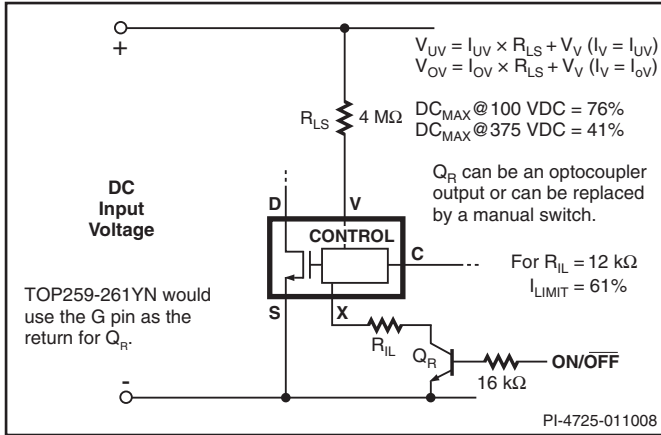 +
V_UV = I_UV × R_LS + V_V (I_V = I_UV)
V_OV = I_OV × R_LS + V_V (I_V = I_oV)
R_LS
4 MΩ
DC_MAX@100 VDC = 76%
DC_MAX@375 VDC = 41%
Q_R can be an optocoupler
output or can be replaced
by a manual switch.
DC
Input
Voltage
D
V
CONTROL
C
For R_IL = 12 kΩ
I_LIMIT = 61%
TOP259-261YN would
use the G pin as the
return for Q_R.
S
X
R_IL
Q_R
ON/O̅F̅F̅
16 kΩ
-
PI-4725-011008